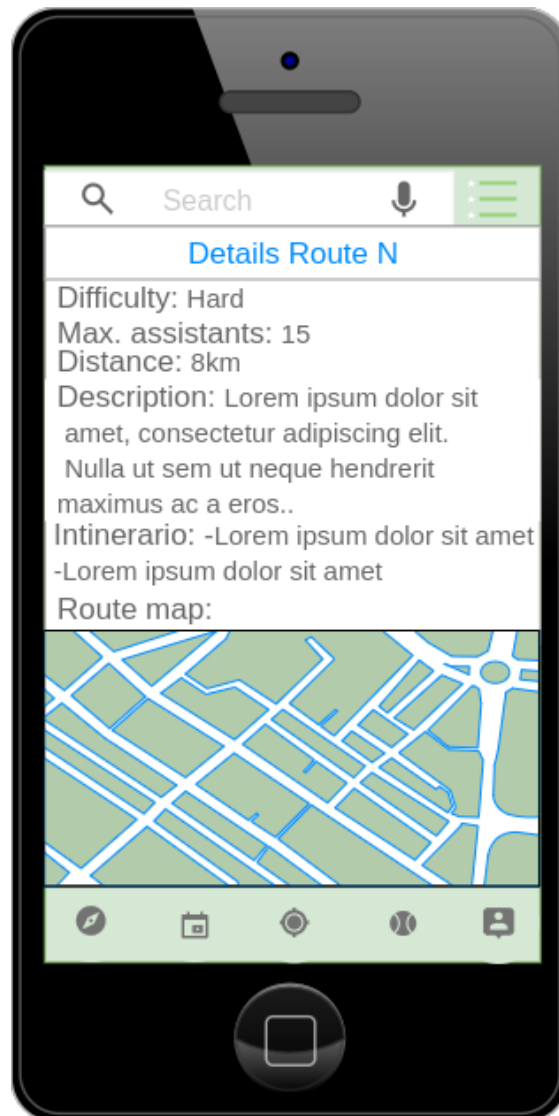 Search
Details Route N
Difficulty: Hard
Max. assistants: 15
Distance: 8km
Description: Lorem ipsum dolor sit
amet, consectetur adipiscing elit.
Nulla ut sem ut neque hendrerit
maximus ac a eros..
Intinerario: -Lorem ipsum dolor sit amet
-Lorem ipsum dolor sit amet
Route map: